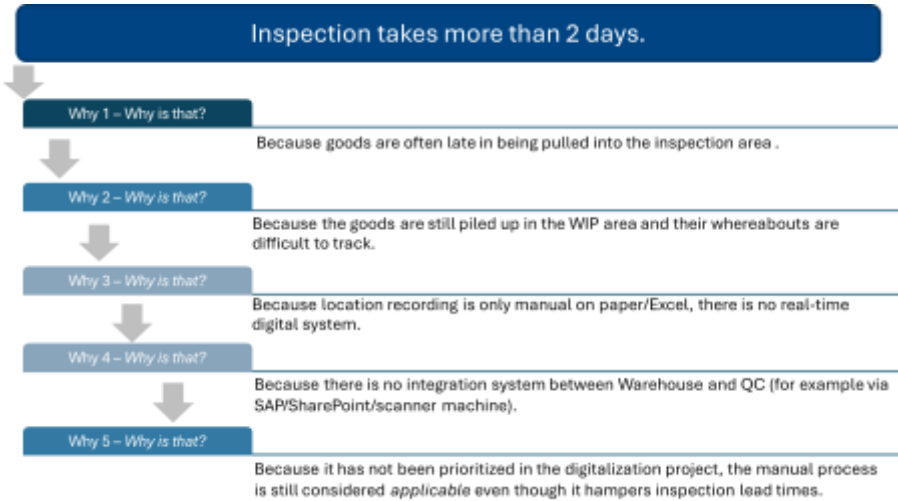 Inspection takes more than 2 days.
Why 1 – Why is that?
Because goods are often late in being pulled into the inspection area .
Why 2 – Why is that?
Because the goods are still piled up in the WIP area and their whereabouts are
difficult to track.
Why 3 – Why is that?
Because location recording is only manual on paper/Excel, there is no real-time
digital system.
Why 4 – Why is that?
Because there is no integration system between Warehouse and QC (for example via
SAP/SharePoint/scanner machine).
Why 5 – Why is that?
Because it has not been prioritized in the digitalization project, the manual process
is still considered applicable even though it hampers inspection lead times.